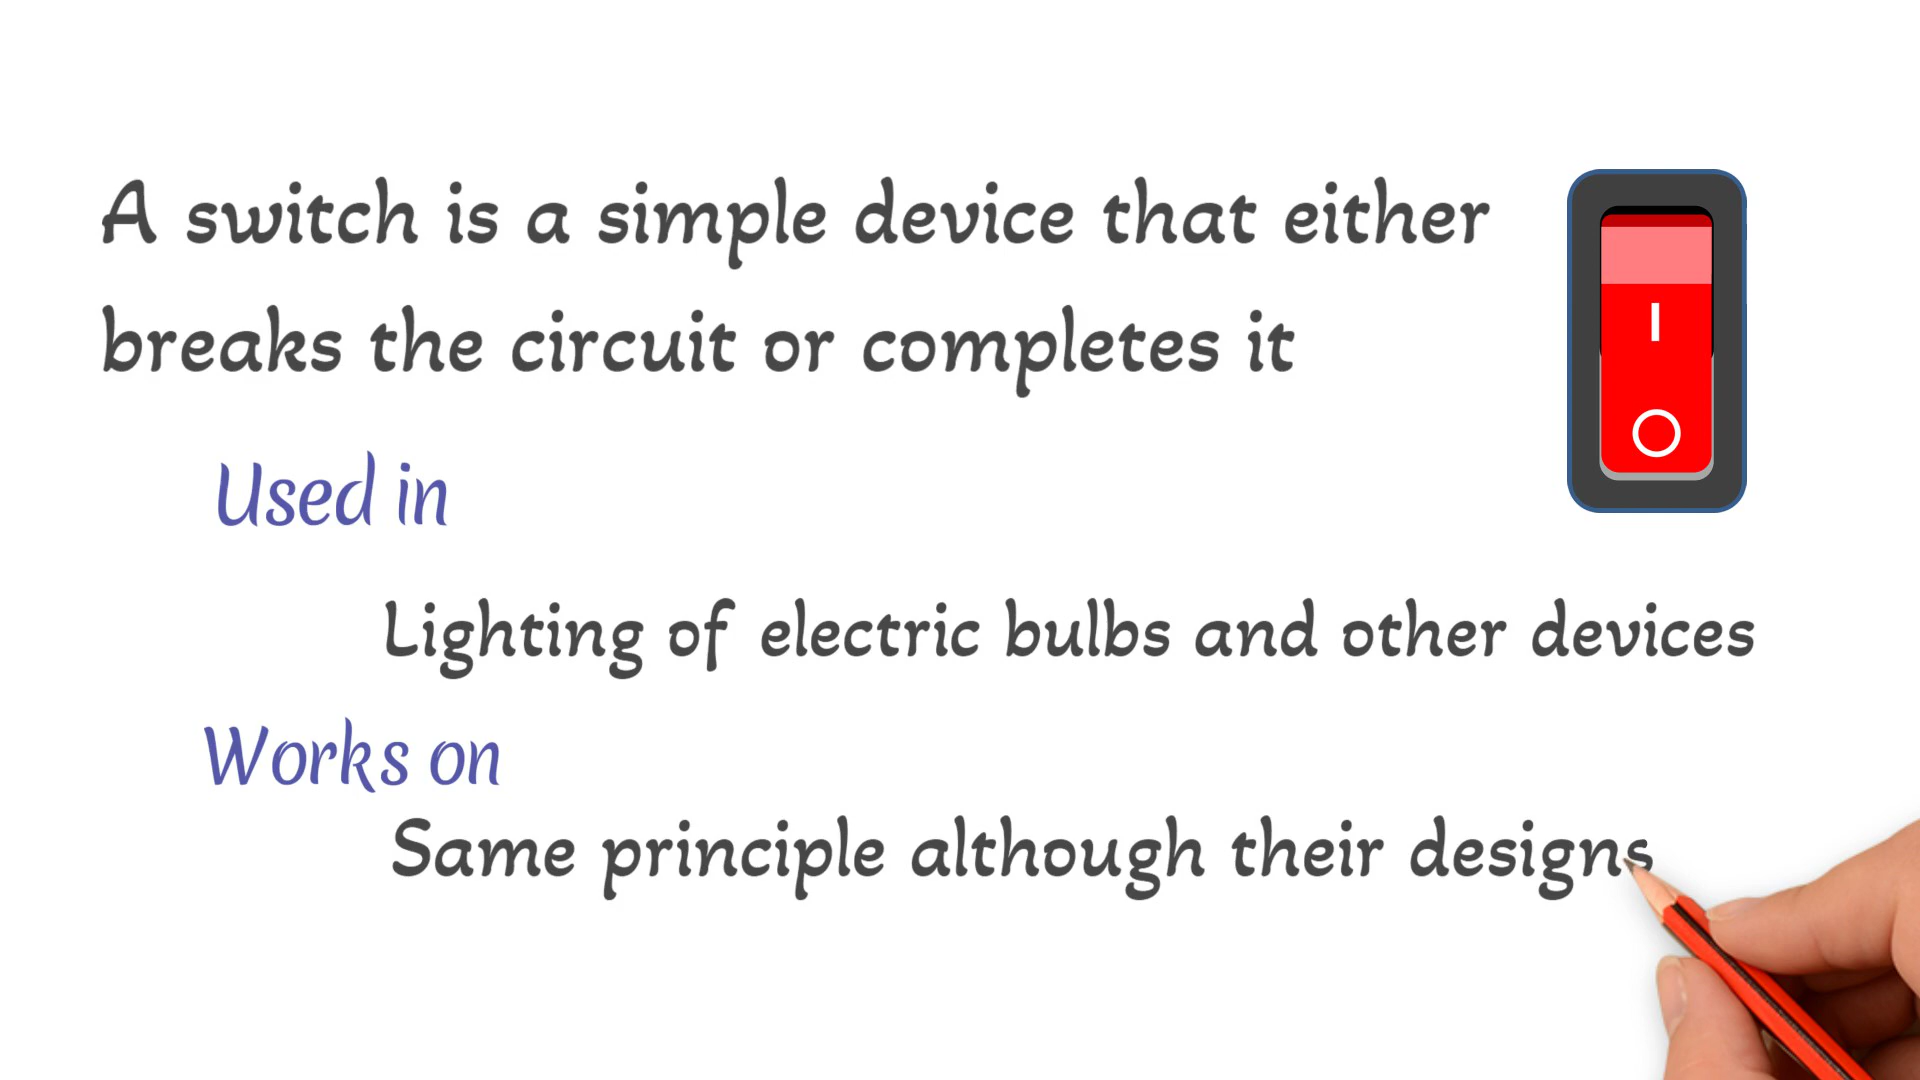 A switch is a simple device that either
breaks the circuit or completes it
Used in
Lighting of electric bulbs and other devices
Works on
Same principle although their designs